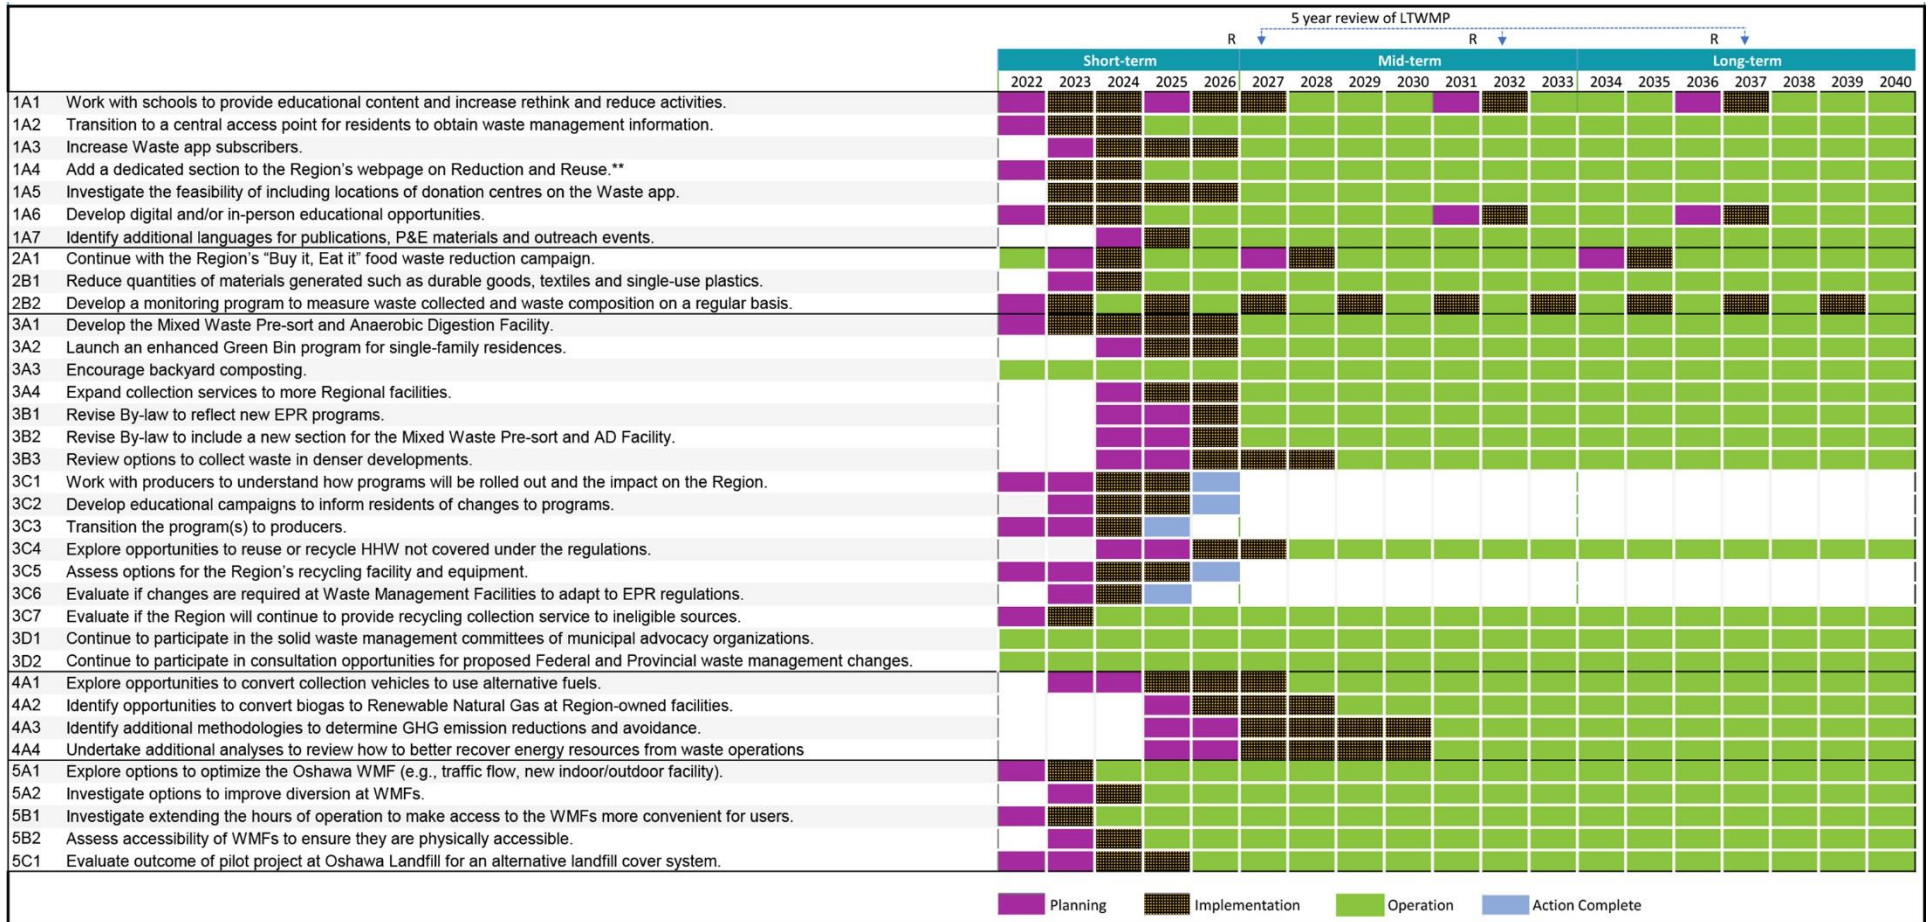 5 year review of LTWMP
R R R
Short-term Mid-term Long-term
2022 2023 2024 2025 2026 2027 2028 2029 2030 2031 2032 2033 2034 2035 2036 2037 2038 2039 2040
1A1 Work with schools to provide educational content and increase rethink and reduce activities.
1A2 Transition to a central access point for residents to obtain waste management information.
1A3 Increase Waste app subscribers.
1A4 Add a dedicated section to the Region's webpage on Reduction and Reuse.**
1A5 Investigate the feasibility of including locations of donation centres on the Waste app.
1A6 Develop digital and/or in-person educational opportunities.
1A7 Identify additional languages for publications, P&E materials and outreach events.
2A1 Continue with the Region's "Buy it, Eat it" food waste reduction campaign.
2B1 Reduce quantities of materials generated such as durable goods, textiles and single-use plastics.
2B2 Develop a monitoring program to measure waste collected and waste composition on a regular basis.
3A1 Develop the Mixed Waste Pre-sort and Anaerobic Digestion Facility.
3A2 Launch an enhanced Green Bin program for single-family residences.
3A3 Encourage backyard composting.
3A4 Expand collection services to more Regional facilities.
3B1 Revise By-law to reflect new EPR programs.
3B2 Revise By-law to include a new section for the Mixed Waste Pre-sort and AD Facility.
3B3 Review options to collect waste in denser developments.
3C1 Work with producers to understand how programs will be rolled out and the impact on the Region.
3C2 Develop educational campaigns to inform residents of changes to programs.
3C3 Transition the program(s) to producers.
3C4 Explore opportunities to reuse or recycle HHW not covered under the regulations.
3C5 Assess options for the Region's recycling facility and equipment.
3C6 Evaluate if changes are required at Waste Management Facilities to adapt to EPR regulations.
3C7 Evaluate if the Region will continue to provide recycling collection service to ineligible sources.
3D1 Continue to participate in the solid waste management committees of municipal advocacy organizations.
3D2 Continue to participate in consultation opportunities for proposed Federal and Provincial waste management changes.
4A1 Explore opportunities to convert collection vehicles to use alternative fuels.
4A2 Identify opportunities to convert biogas to Renewable Natural Gas at Region-owned facilities.
4A3 Identify additional methodologies to determine GHG emission reductions and avoidance.
4A4 Undertake additional analyses to review how to better recover energy resources from waste operations
5A1 Explore options to optimize the Oshawa WMF (e.g., traffic flow, new indoor/outdoor facility).
5A2 Investigate options to improve diversion at WMFs.
5B1 Investigate extending the hours of operation to make access to the WMFs more convenient for users.
5B2 Assess accessibility of WMFs to ensure they are physically accessible.
5C1 Evaluate outcome of pilot project at Oshawa Landfill for an alternative landfill cover system.
Planning Implementation Operation Action Complete